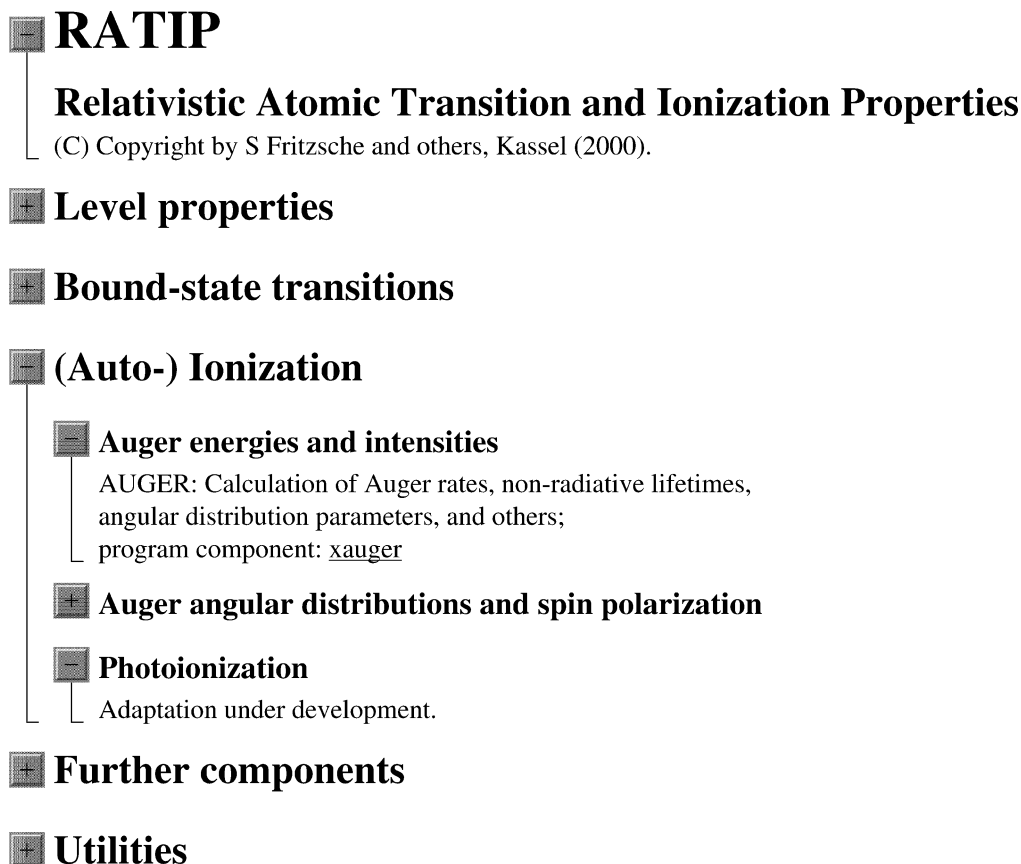 RATIP
Relativistic Atomic Transition and Ionization Properties
(C) Copyright by S Fritzsche and others, Kassel (2000).
Level properties
Bound-state transitions
(Auto-) Ionization
Auger energies and intensities
AUGER: Calculation of Auger rates, non-radiative lifetimes,
angular distribution parameters, and others;
program component: xauger
Auger angular distributions and spin polarization
Photoionization
Adaptation under development.
Further components
Utilities